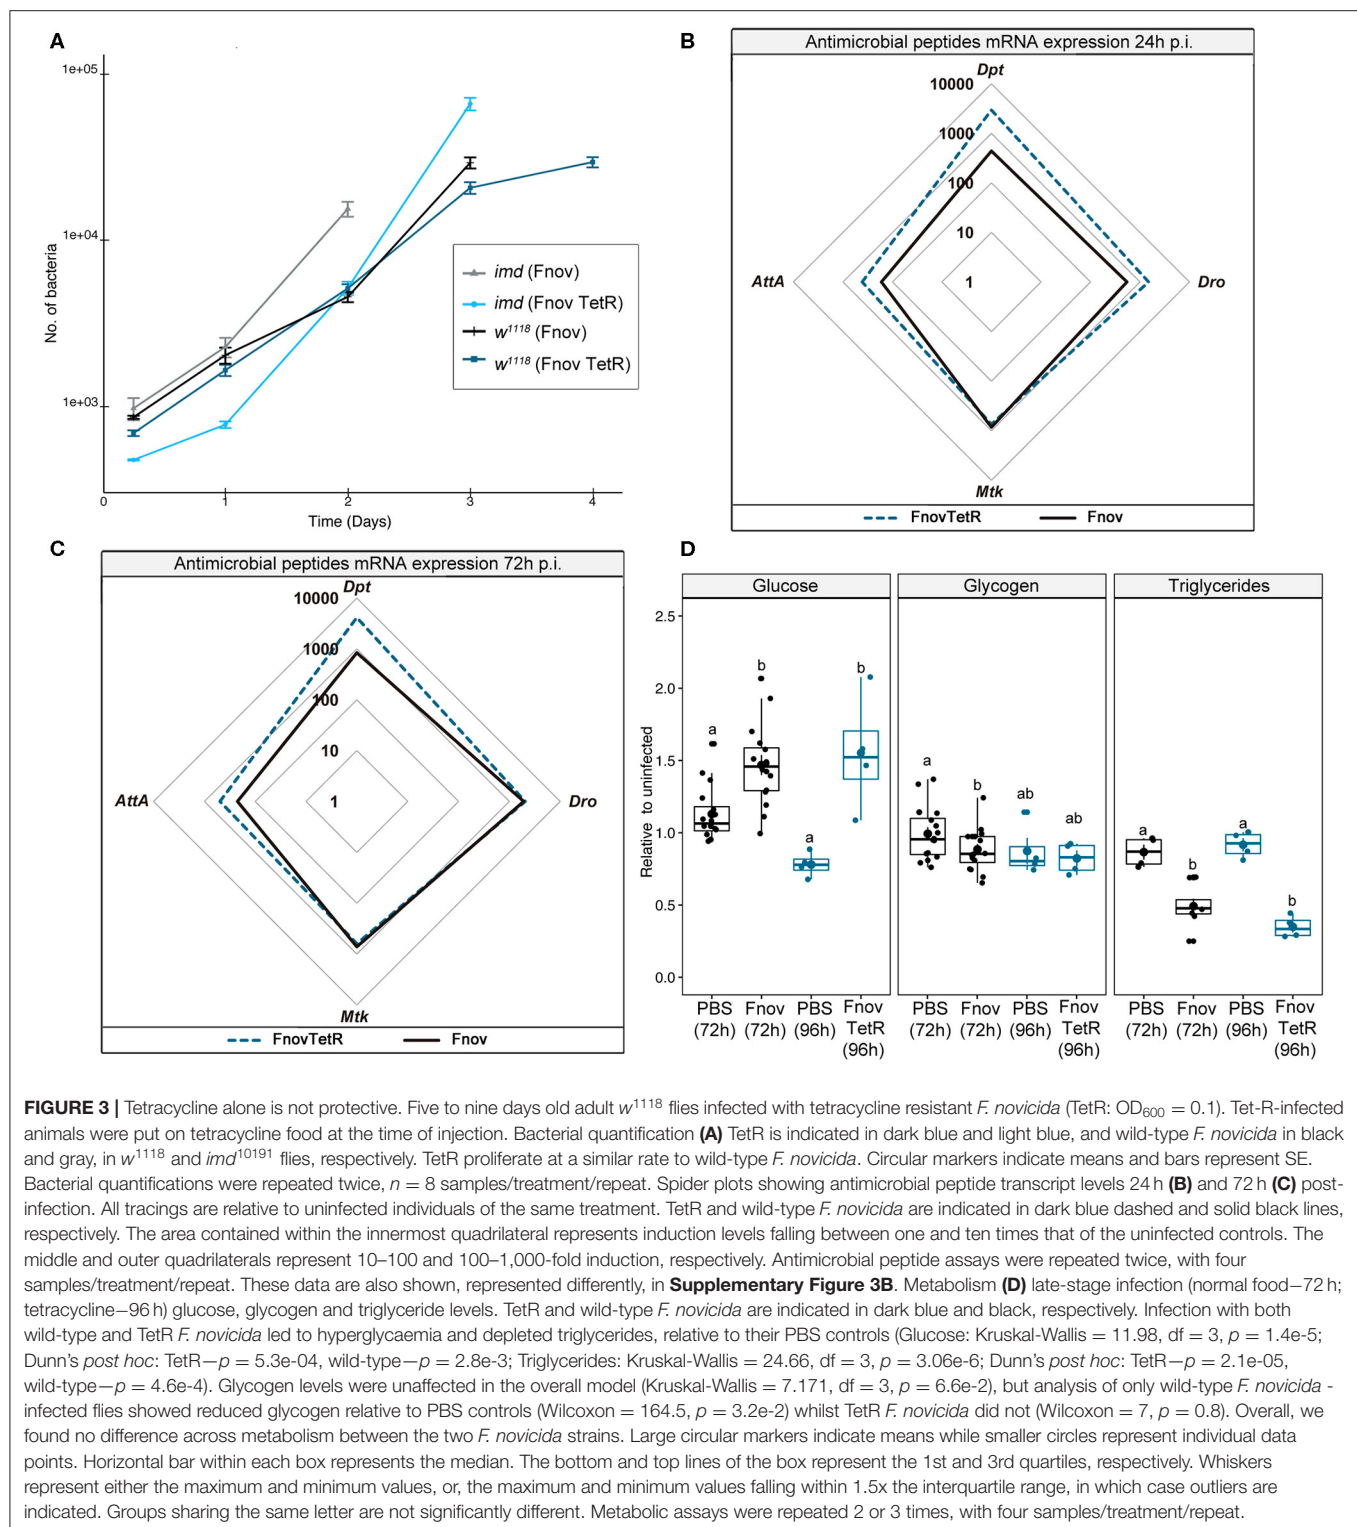 A
1e+05
1e+04
1e+03
No. of bacteria
0
1
2
3
4
Time (Days)
imd (Fnov)
imd (Fnov TetR)
w1118 (Fnov)
w1118 (Fnov TetR)
B
Antimicrobial peptides mRNA expression 24h p.i.
Dpt
10000
1000
100
10
1
AttA
Dro
Mtk
FnovTetR
Fnov
C
Antimicrobial peptides mRNA expression 72h p.i.
Dpt
10000
1000
100
10
1
AttA
Dro
Mtk
FnovTetR
Fnov
D
Glucose
Glycogen
Triglycerides
Relative to uninfected
2.5
2.0
1.5
1.0
0.5
0.0
a
b
a
b
a
b
ab
ab
a
b
a
b
PBS (72h)
Fnov (72h)
PBS (96h)
Fnov TetR (96h)
PBS (72h)
Fnov (72h)
PBS (96h)
Fnov TetR (96h)
PBS (72h)
Fnov (72h)
PBS (96h)
Fnov TetR (96h)
FIGURE 3 | Tetracycline alone is not protective. Five to nine days old adult w¹¹¹⁸ flies infected with tetracycline resistant F. novicida (TetR: OD₆₀₀ = 0.1). Tet-R-infected
animals were put on tetracycline food at the time of injection. Bacterial quantification (A) TetR is indicated in dark blue and light blue, and wild-type F. novicida in black
and gray, in w¹¹¹⁸ and imd¹⁰¹⁹¹ flies, respectively. TetR proliferate at a similar rate to wild-type F. novicida. Circular markers indicate means and bars represent SE.
Bacterial quantifications were repeated twice, n = 8 samples/treatment/repeat. Spider plots showing antimicrobial peptide transcript levels 24 h (B) and 72 h (C) post-
infection. All tracings are relative to uninfected individuals of the same treatment. TetR and wild-type F. novicida are indicated in dark blue dashed and solid black lines,
respectively. The area contained within the innermost quadrilateral represents induction levels falling between one and ten times that of the uninfected controls. The
middle and outer quadrilaterals represent 10–100 and 100–1,000-fold induction, respectively. Antimicrobial peptide assays were repeated twice, with four
samples/treatment/repeat. These data are also shown, represented differently, in Supplementary Figure 3B. Metabolism (D) late-stage infection (normal food—72 h;
tetracycline—96 h) glucose, glycogen and triglyceride levels. TetR and wild-type F. novicida are indicated in dark blue and black, respectively. Infection with both
wild-type and TetR F. novicida led to hyperglycaemia and depleted triglycerides, relative to their PBS controls (Glucose: Kruskal-Wallis = 11.98, df = 3, p = 1.4e-5;
Dunn's post hoc: TetR—p = 5.3e-04, wild-type—p = 2.8e-3; Triglycerides: Kruskal-Wallis = 24.66, df = 3, p = 3.06e-6; Dunn's post hoc: TetR—p = 2.1e-05,
wild-type—p = 4.6e-4). Glycogen levels were unaffected in the overall model (Kruskal-Wallis = 7.171, df = 3, p = 6.6e-2), but analysis of only wild-type F. novicida -
infected flies showed reduced glycogen relative to PBS controls (Wilcoxon = 164.5, p = 3.2e-2) whilst TetR F. novicida did not (Wilcoxon = 7, p = 0.8). Overall, we
found no difference across metabolism between the two F. novicida strains. Large circular markers indicate means while smaller circles represent individual data
points. Horizontal bar within each box represents the median. The bottom and top lines of the box represent the 1st and 3rd quartiles, respectively. Whiskers
represent either the maximum and minimum values, or, the maximum and minimum values falling within 1.5x the interquartile range, in which case outliers are
indicated. Groups sharing the same letter are not significantly different. Metabolic assays were repeated 2 or 3 times, with four samples/treatment/repeat.